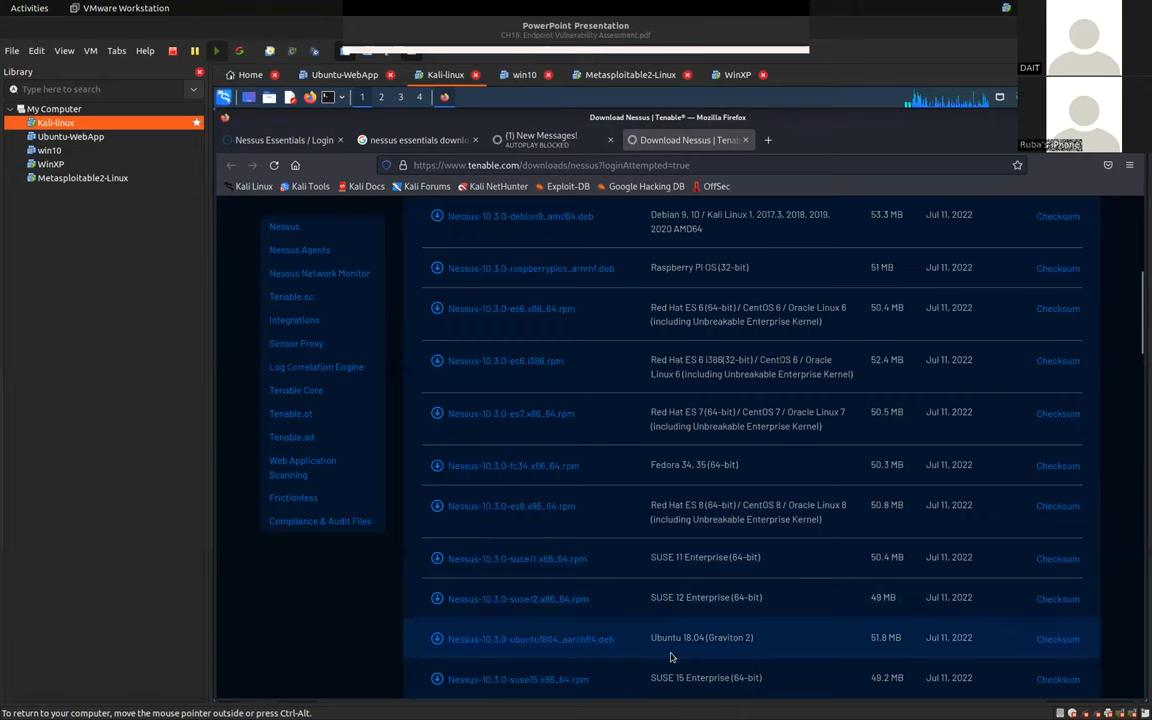 Activities
VMware Workstation
PowerPoint Presentation
CH18: Endpoint Vulnerability Assessment.pdf
File Edit View VM Tabs Help
DAIT
Library
Type here to search
My Computer
Kali-linux
Ubuntu-WebApp
win10
WinXP
Metasploitable2-Linux
Home Ubuntu-WebApp Kali-linux win10 Metasploitable2-Linux WinXP
1 2 3 4
Download Nessus | Tenable® — Mozilla Firefox
Nessus Essentials / Login
nessus essentials downlo
(1) New Messages!
AUTOPLAY BLOCKED
Download Nessus | Tenab
Ruba's iPhone
https://www.tenable.com/downloads/nessus?loginAttempted=true
Kali Linux Kali Tools Kali Docs Kali Forums Kali NetHunter Exploit-DB Google Hacking DB OffSec
Nessus
Nessus Agents
Nessus Network Monitor
Tenable.sc
Integrations
Sensor Proxy
Log Correlation Engine
Tenable Core
Tenable.ot
Tenable.ad
Web Application
Scanning
Frictionless
Compliance & Audit Files
Nessus-10.3.0-debian9_amd64.deb Debian 9, 10 / Kali Linux 1, 2017.3, 2018, 2019, 53.3 MB Jul 11, 2022 Checksum
2020 AMD64
Nessus-10.3.0-raspberrypios_armhf.deb Raspberry Pi OS (32-bit) 51 MB Jul 11, 2022 Checksum
Nessus-10.3.0-es6.x86_64.rpm Red Hat ES 6 (64-bit) / CentOS 6 / Oracle Linux 6 50.4 MB Jul 11, 2022 Checksum
(including Unbreakable Enterprise Kernel)
Nessus-10.3.0-es6.i386.rpm Red Hat ES 6 i386(32-bit) / CentOS 6 / Oracle 52.4 MB Jul 11, 2022 Checksum
Linux 6 (including Unbreakable Enterprise Kernel)
Nessus-10.3.0-es7.x86_64.rpm Red Hat ES 7 (64-bit) / CentOS 7 / Oracle Linux 7 50.5 MB Jul 11, 2022 Checksum
(including Unbreakable Enterprise Kernel)
Nessus-10.3.0-fc34.x86_64.rpm Fedora 34, 35 (64-bit) 50.3 MB Jul 11, 2022 Checksum
Nessus-10.3.0-es8.x86_64.rpm Red Hat ES 8 (64-bit) / CentOS 8 / Oracle Linux 8 50.8 MB Jul 11, 2022 Checksum
(including Unbreakable Enterprise Kernel)
Nessus-10.3.0-suse11.x86_64.rpm SUSE 11 Enterprise (64-bit) 50.4 MB Jul 11, 2022 Checksum
Nessus-10.3.0-suse12.x86_64.rpm SUSE 12 Enterprise (64-bit) 49 MB Jul 11, 2022 Checksum
Nessus-10.3.0-ubuntu1804_aarch64.deb Ubuntu 18.04 (Graviton 2) 51.8 MB Jul 11, 2022 Checksum
Nessus-10.3.0-suse15.x86_64.rpm SUSE 15 Enterprise (64-bit) 49.2 MB Jul 11, 2022 Checksum
To return to your computer, move the mouse pointer outside or press Ctrl-Alt.